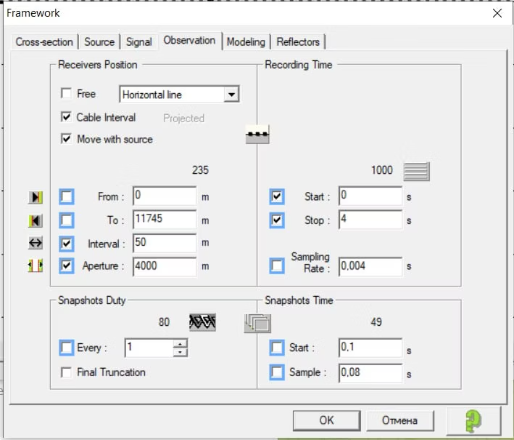 Framework
Cross-section Source Signal Observation Modeling Reflectors
Receivers Position
Free Horizontal line
Cable Interval Projected
Move with source
235
From : 0 m
To : 11745 m
Interval : 50 m
Aperture : 4000 m
Recording Time
1000
Start : 0 s
Stop : 4 s
Sampling
Rate : 0,004 s
Snapshots Duty
80
Every : 1
Final Truncation
Snapshots Time
49
Start : 0,1 s
Sample : 0,08 s
OK Отмена